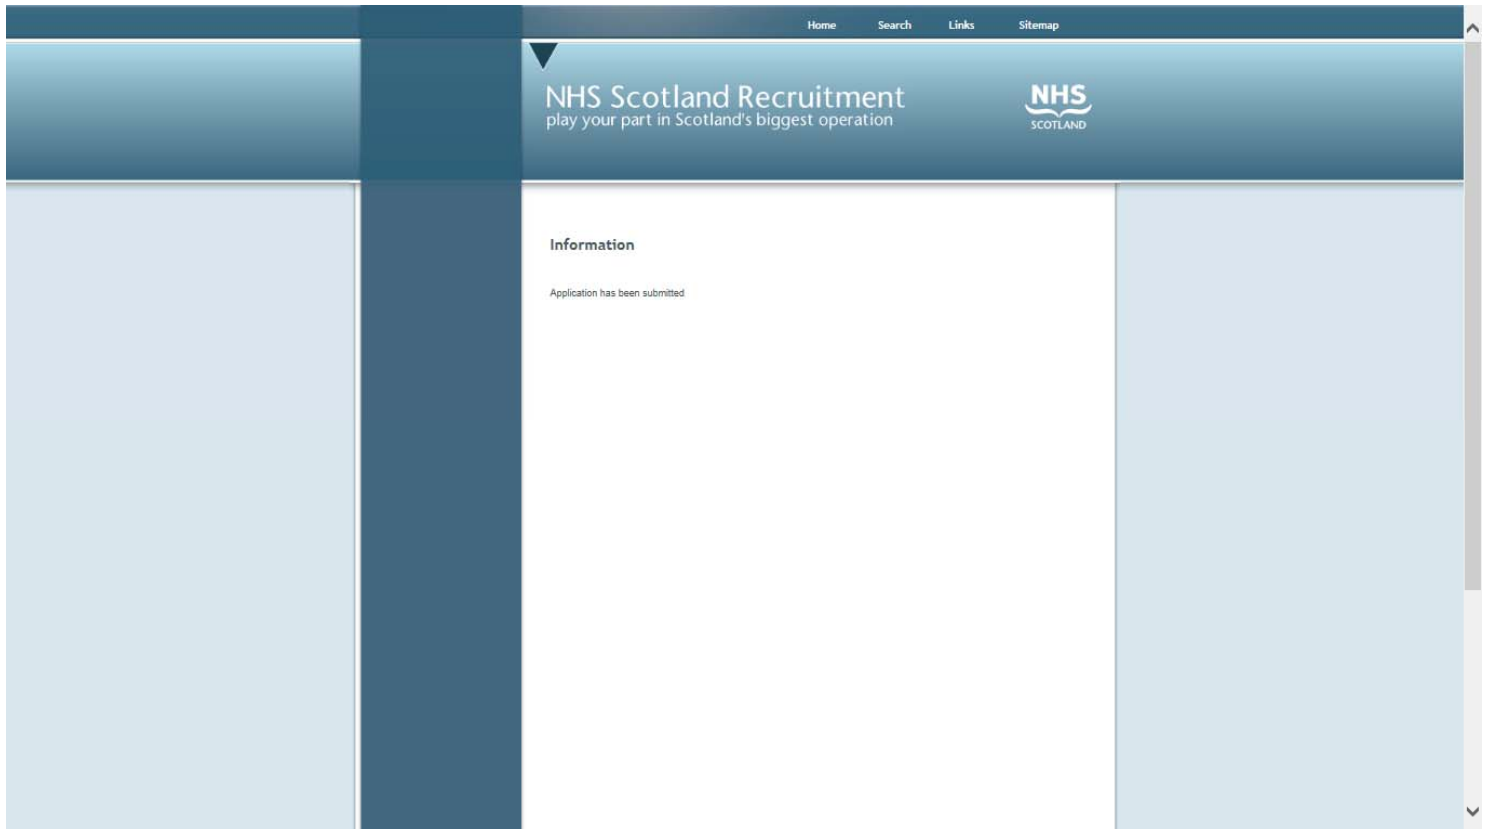 Home Search Links Sitemap
NHS Scotland Recruitment
play your part in Scotland's biggest operation
NHS
SCOTLAND
Information
Application has been submitted